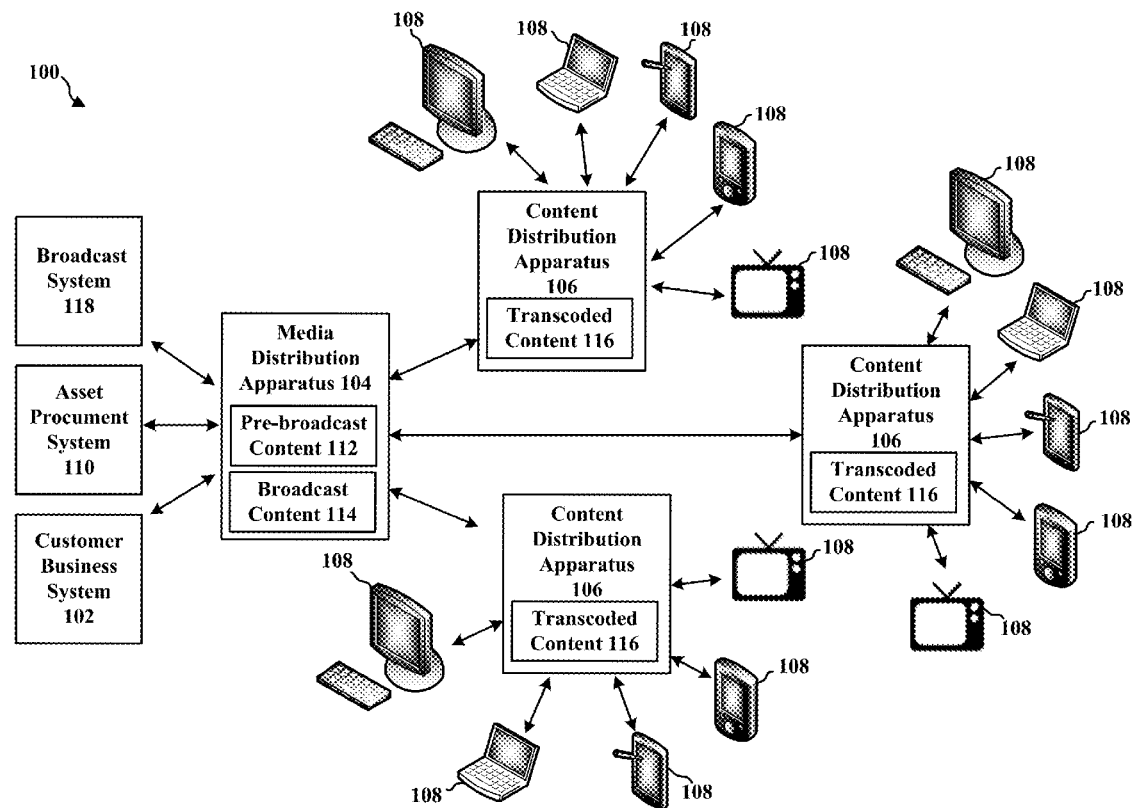 108
108
108
100
108
108
Content
Distribution
Apparatus
106
Transcoded
Content 116
108
Broadcast
System
118
Media
Distribution
Apparatus 104
Pre-broadcast
Content 112
Broadcast
Content 114
108
Content
Distribution
Apparatus
106
Transcoded
Content 116
108
Asset
Procument
System
110
108
Customer
Business
System
102
Content
Distribution
Apparatus
106
Transcoded
Content 116
108
108
108
108
108
108
108